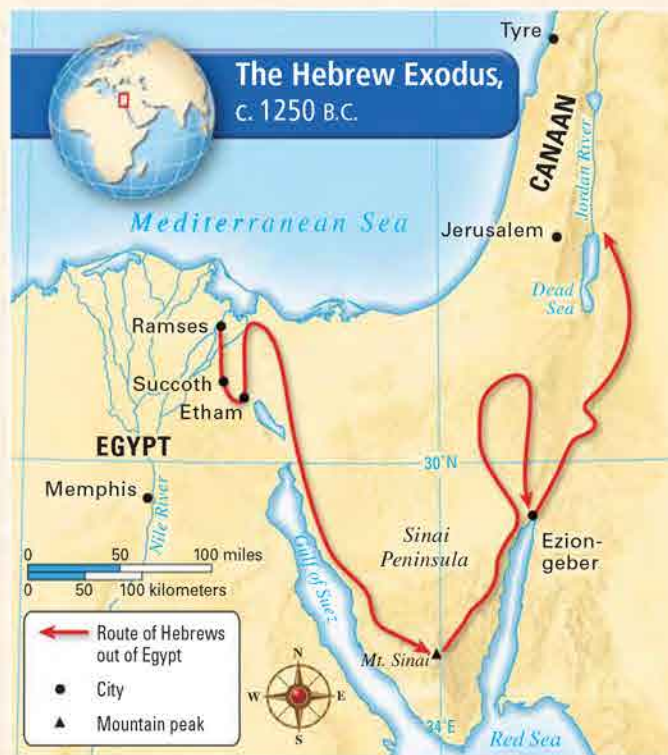 The Hebrew Exodus,
c. 1250 B.C.
Tyre
CANAAN
Jordan River
Mediterranean Sea
Jerusalem
Dead
Sea
Ramses
Succoth
Etham
EGYPT
30°N
Memphis
Nile River
Sinai
Peninsula
Ezion-
geber
0 50 100 miles
0 50 100 kilometers
Gulf of Suez
Route of Hebrews
out of Egypt
City
Mountain peak
N
W E
S
Mt. Sinai
34°E
Red Sea